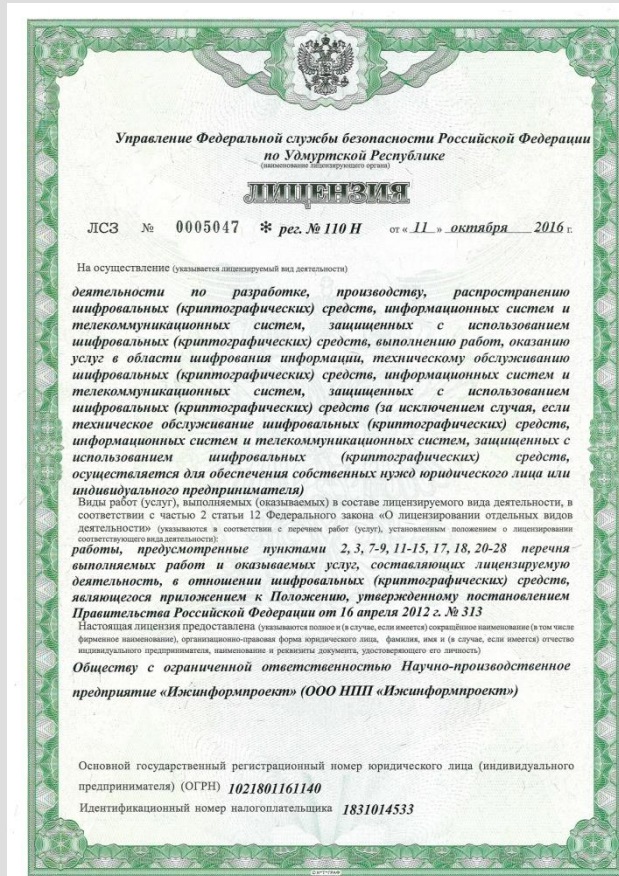 Управление Федеральной службы безопасности Российской Федерации
по Удмуртской Республике
(наименование лицензирующего органа)
ЛИЦЕНЗИЯ
ЛСЗ № 0005047 * рег. № 110 Н от « 11 » октября 2016 г.
На осуществление (указывается лицензируемый вид деятельности)
деятельности по разработке, производству, распространению
шифровальных (криптографических) средств, информационных систем и
телекоммуникационных систем, защищенных с использованием
шифровальных (криптографических) средств, выполнению работ, оказанию
услуг в области шифрования информации, техническому обслуживанию
шифровальных (криптографических) средств, информационных систем и
телекоммуникационных систем, защищенных с использованием
шифровальных (криптографических) средств (за исключением случая, если
техническое обслуживание шифровальных (криптографических) средств,
информационных систем и телекоммуникационных систем, защищенных с
использованием шифровальных (криптографических) средств,
осуществляется для обеспечения собственных нужд юридического лица или
индивидуального предпринимателя)
Виды работ (услуг), выполняемых (оказываемых) в составе лицензируемого вида деятельности, в
соответствии с частью 2 статьи 12 Федерального закона «О лицензировании отдельных видов
деятельности» (указываются в соответствии с перечнем работ (услуг), установленным положением о лицензировании
соответствующего вида деятельности):
работы, предусмотренные пунктами 2, 3, 7-9, 11-15, 17, 18, 20-28 перечня
выполняемых работ и оказываемых услуг, составляющих лицензируемую
деятельность, в отношении шифровальных (криптографических) средств,
являющегося приложением к Положению, утвержденному постановлением
Правительства Российской Федерации от 16 апреля 2012 г. № 313
Настоящая лицензия предоставлена (указываются полное и (в случае, если имеется) сокращённое наименование (в том числе
фирменное наименование), организационно-правовая форма юридического лица, фамилия, имя и (в случае, если имеется) отчество
индивидуального предпринимателя, наименование и реквизиты документа, удостоверяющего его личность)
Обществу с ограниченной ответственностью Научно-производственное
предприятие «Ижинформпроект» (ООО НПП «Ижинформпроект»)
Основной государственный регистрационный номер юридического лица (индивидуального
предпринимателя) (ОГРН) 1021801161140
Идентификационный номер налогоплательщика 1831014533